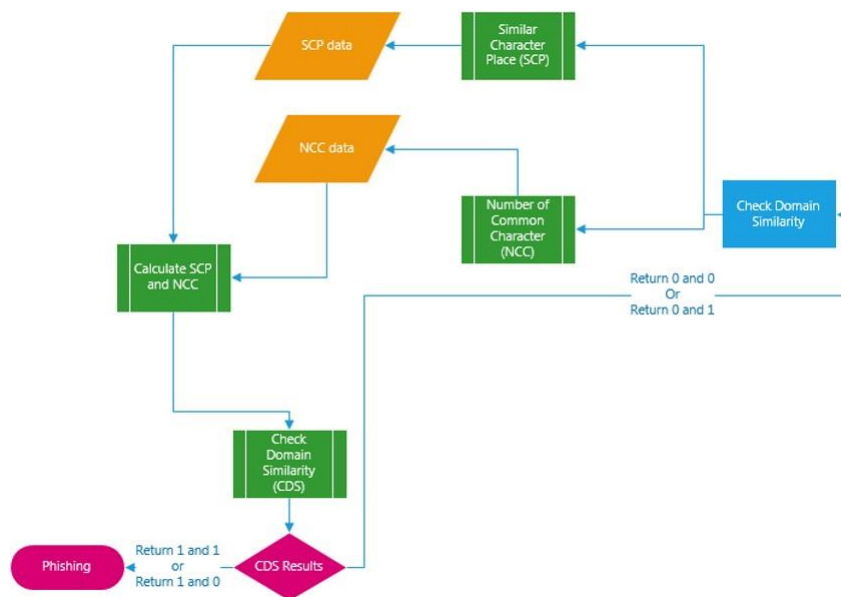 SCP data
Similar
Character
Place (SCP)
NCC data
Number of
Common
Character
(NCC)
Check Domain
Similarity
Calculate SCP
and NCC
Return 0 and 0
Or
Return 0 and 1
Check
Domain
Similarity
(CDS)
Phishing
Return 1 and 1
or
Return 1 and 0
CDS Results